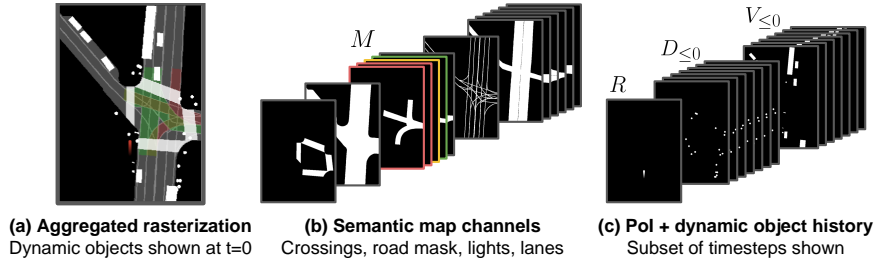 M
R
D≤0
V≤0
(a) Aggregated rasterization
Dynamic objects shown at t=0
(b) Semantic map channels
Crossings, road mask, lights, lanes
(c) PoI + dynamic object history
Subset of timesteps shown